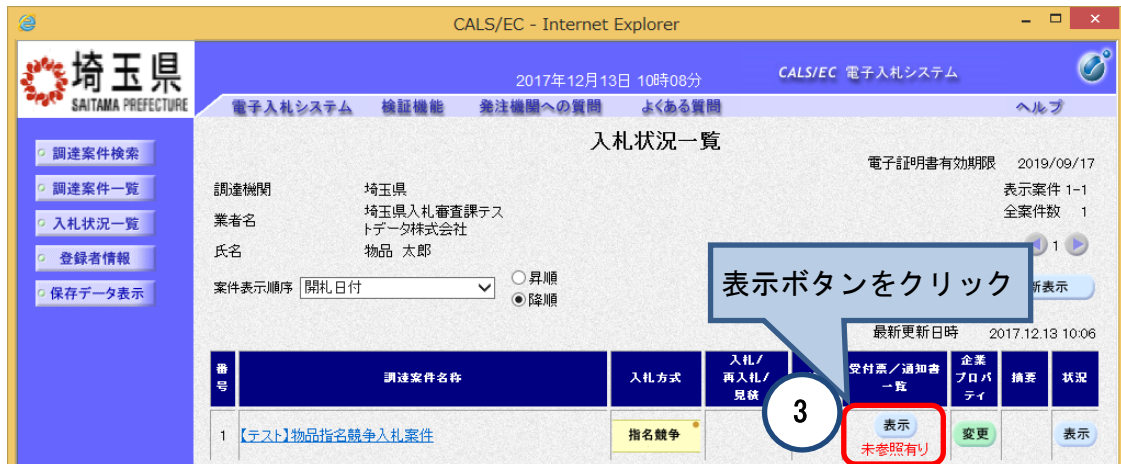 CALS/EC - Internet Explorer
埼玉県
SAITAMA PREFECTURE
2017年12月13日 10時08分
CALS/EC 電子入札システム
電子入札システム 検証機能 発注機関への質問 よくある質問 ヘルプ
調達案件検索
調達案件一覧
入札状況一覧
登録者情報
保存データ表示
入札状況一覧
電子証明書有効期限 2019/09/17
調達機関 埼玉県
表示案件 1-1
業者名 埼玉県入札審査課テス
トデータ株式会社
全案件数 1
氏名 物品 太郎
1
案件表示順序 開札日付
昇順
降順
表示ボタンをクリック
新表示
最新更新日時 2017.12.13 10:06
番
号
調達案件名称
入札方式
入札/
再入札/
見積
受付票/通知書
一覧
企業
プロパ
ティ
摘要
状況
3
1 【テスト】物品指名競争入札案件
指名競争
表示
未参照有り
変更
表示